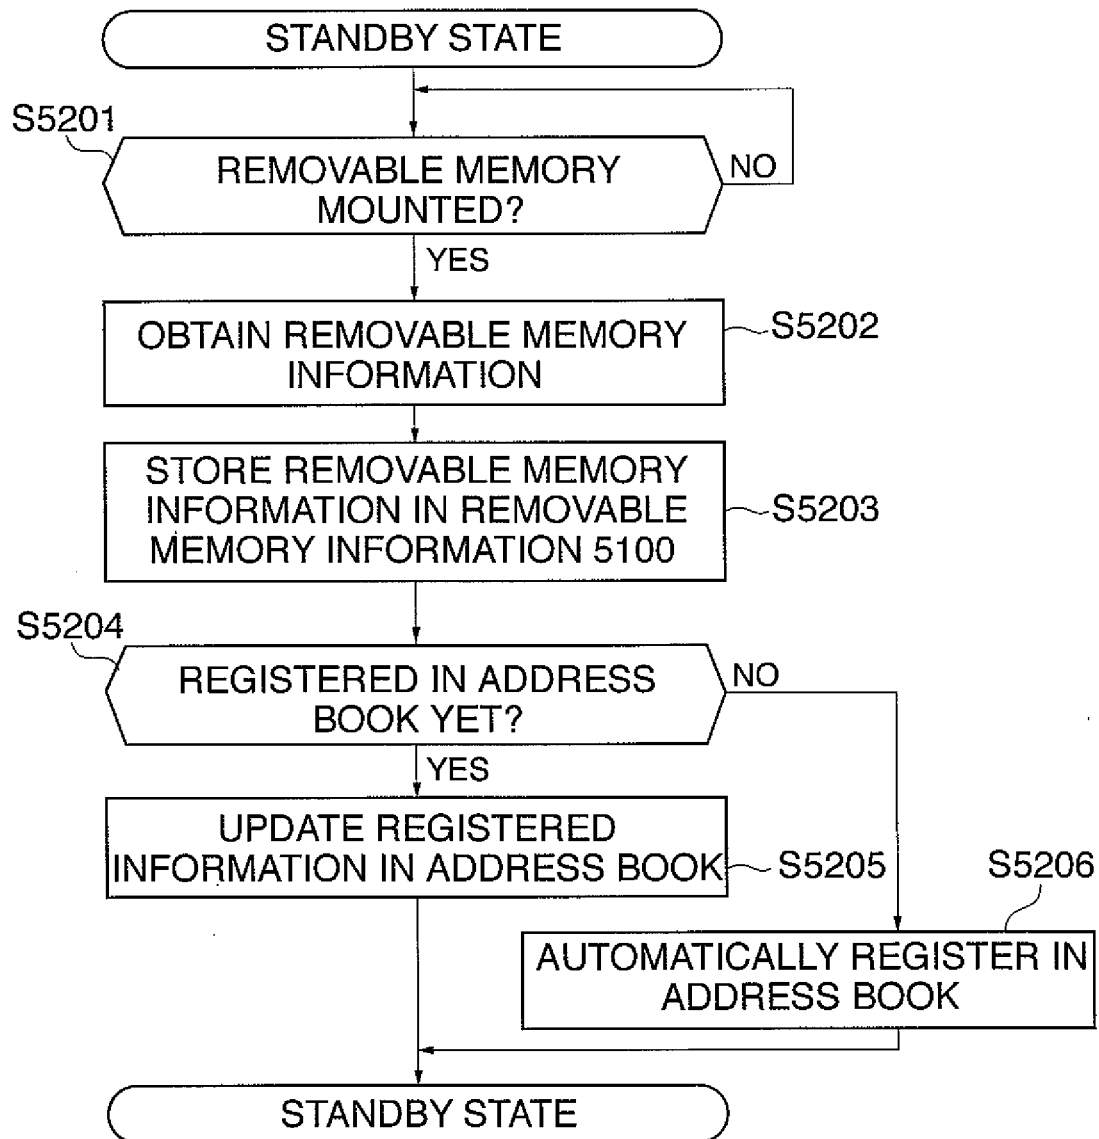 STANDBY STATE
S5201
REMOVABLE MEMORY
MOUNTED?
NO
YES
OBTAIN REMOVABLE MEMORY
INFORMATION
S5202
STORE REMOVABLE MEMORY
INFORMATION IN REMOVABLE
MEMORY INFORMATION 5100
S5203
S5204
REGISTERED IN ADDRESS
BOOK YET?
NO
YES
UPDATE REGISTERED
INFORMATION IN ADDRESS BOOK
S5205
S5206
AUTOMATICALLY REGISTER IN
ADDRESS BOOK
STANDBY STATE